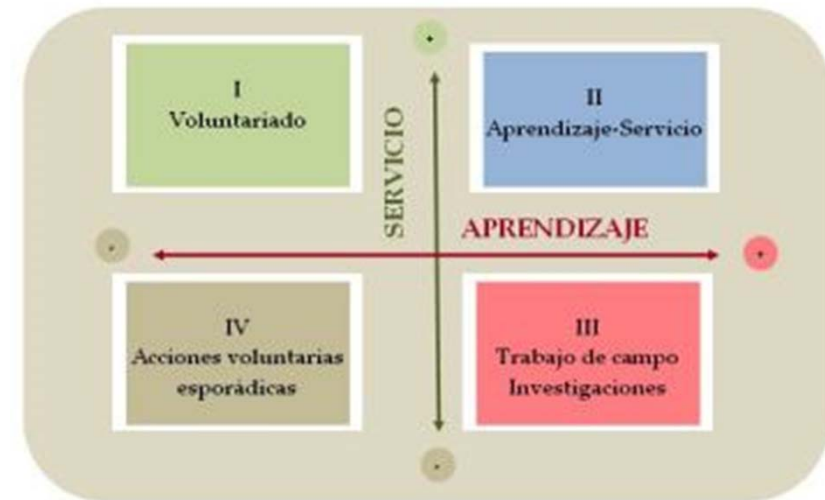 I
Voluntariado
II
Aprendizaje-Servicio
SERVICIO
APRENDIZAJE
IV
Acciones voluntarias
esporádicas
III
Trabajo de campo
Investigaciones